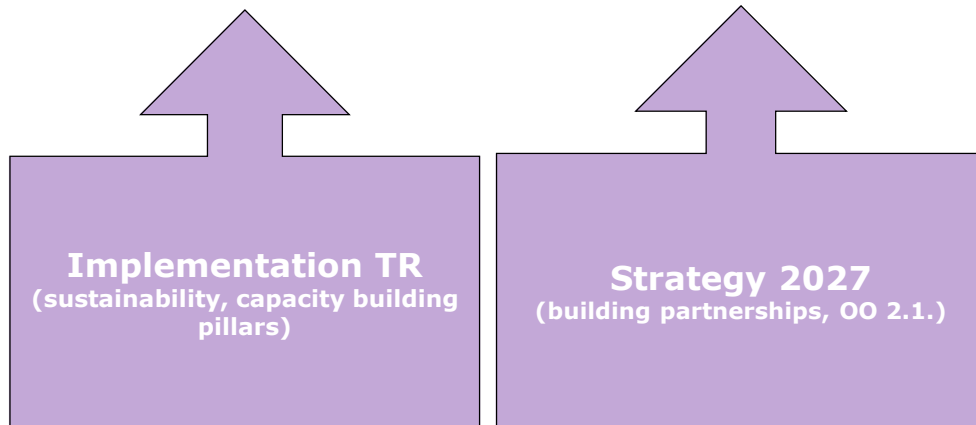 Implementation TR
(sustainability, capacity building
pillars)
Strategy 2027
(building partnerships, OO 2.1.)